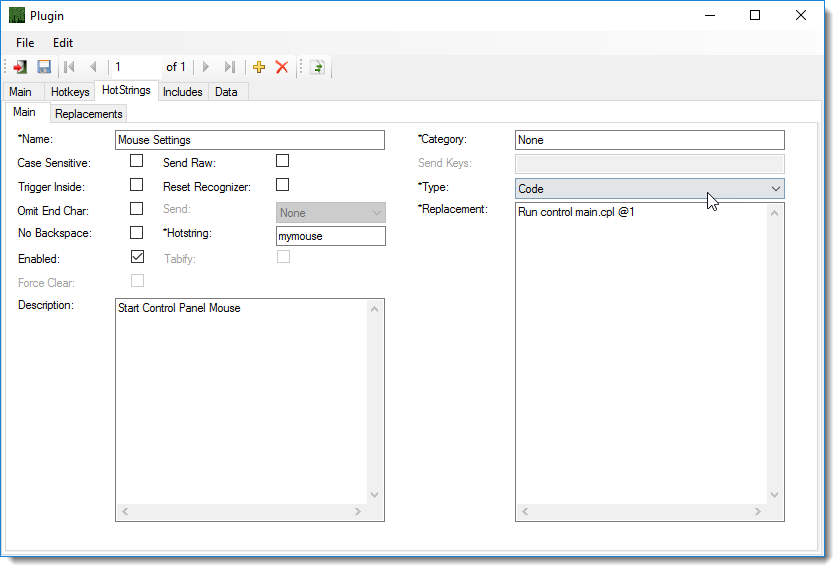 Plugin
File Edit
1 of 1
Main Hotkeys HotStrings Includes Data
Main Replacements
*Name: Mouse Settings *Category: None
Case Sensitive: Send Raw: Send Keys:
Trigger Inside: Reset Recognizer: *Type: Code
Omit End Char: Send: None *Replacement: Run control main.cpl @1
No Backspace: *Hotstring: mymouse
Enabled: Tabify:
Force Clear:
Description: Start Control Panel Mouse